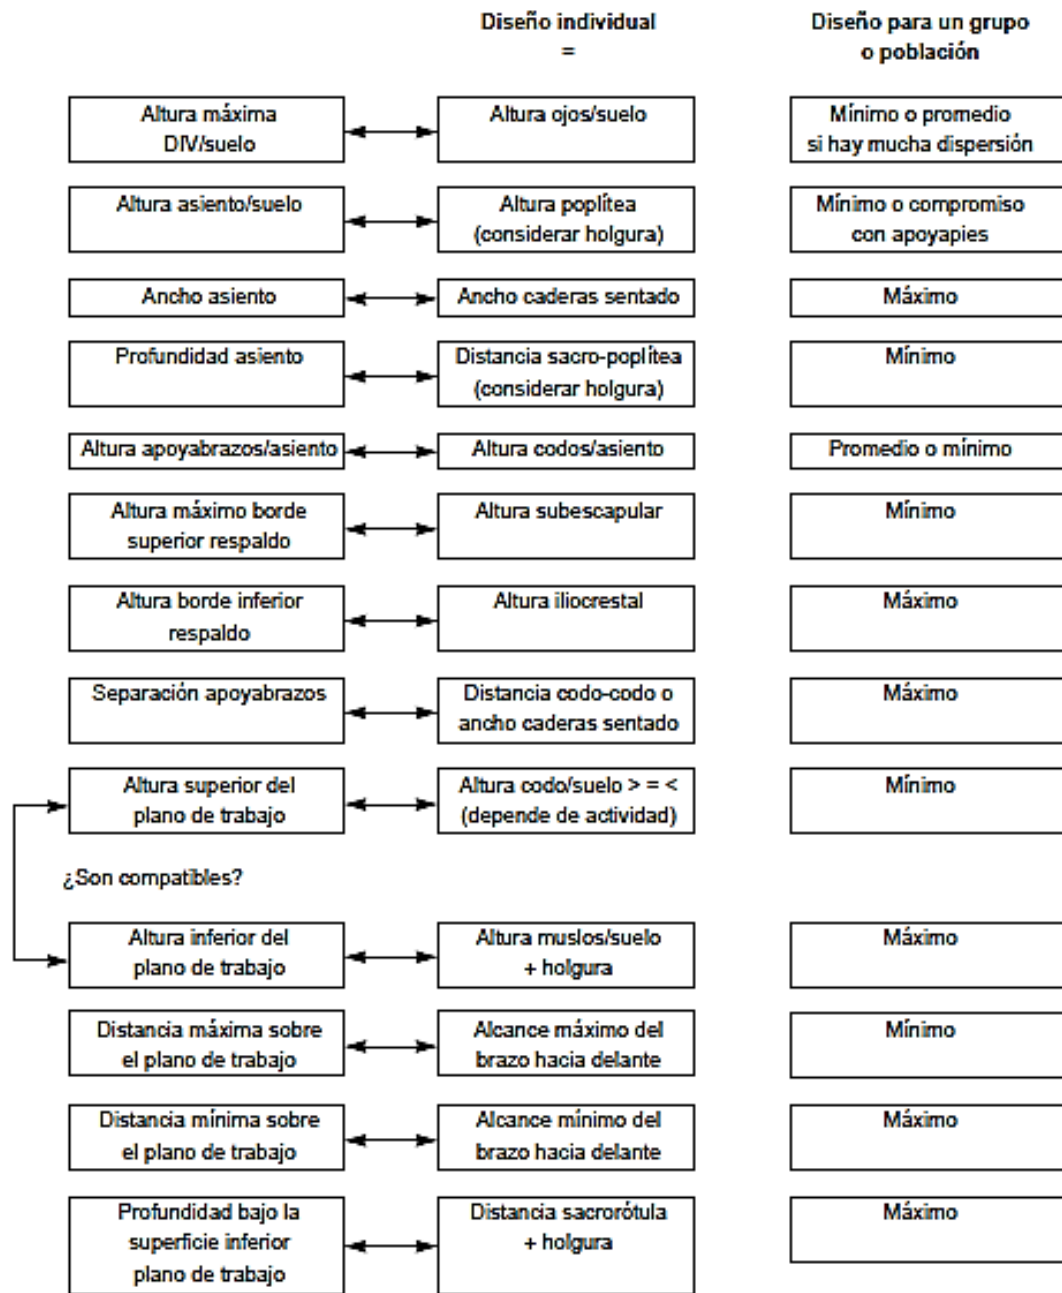 Diseño individual
=
Diseño para un grupo
o población
Altura máxima
DIV/suelo
Altura ojos/suelo
Mínimo o promedio
si hay mucha dispersión
Altura asiento/suelo
Altura poplítea
(considerar holgura)
Mínimo o compromiso
con apoyapies
Ancho asiento
Ancho caderas sentado
Máximo
Profundidad asiento
Distancia sacro-poplítea
(considerar holgura)
Mínimo
Altura apoyabrazos/asiento
Altura codos/asiento
Promedio o mínimo
Altura máximo borde
superior respaldo
Altura subescapular
Mínimo
Altura borde inferior
respaldo
Altura iliocrestal
Máximo
Separación apoyabrazos
Distancia codo-codo o
ancho caderas sentado
Máximo
Altura superior del
plano de trabajo
Altura codo/suelo > = <
(depende de actividad)
Mínimo
¿Son compatibles?
Altura inferior del
plano de trabajo
Altura muslos/suelo
+ holgura
Máximo
Distancia máxima sobre
el plano de trabajo
Alcance máximo del
brazo hacia delante
Mínimo
Distancia mínima sobre
el plano de trabajo
Alcance mínimo del
brazo hacia delante
Máximo
Profundidad bajo la
superficie inferior
plano de trabajo
Distancia sacrorótula
+ holgura
Máximo